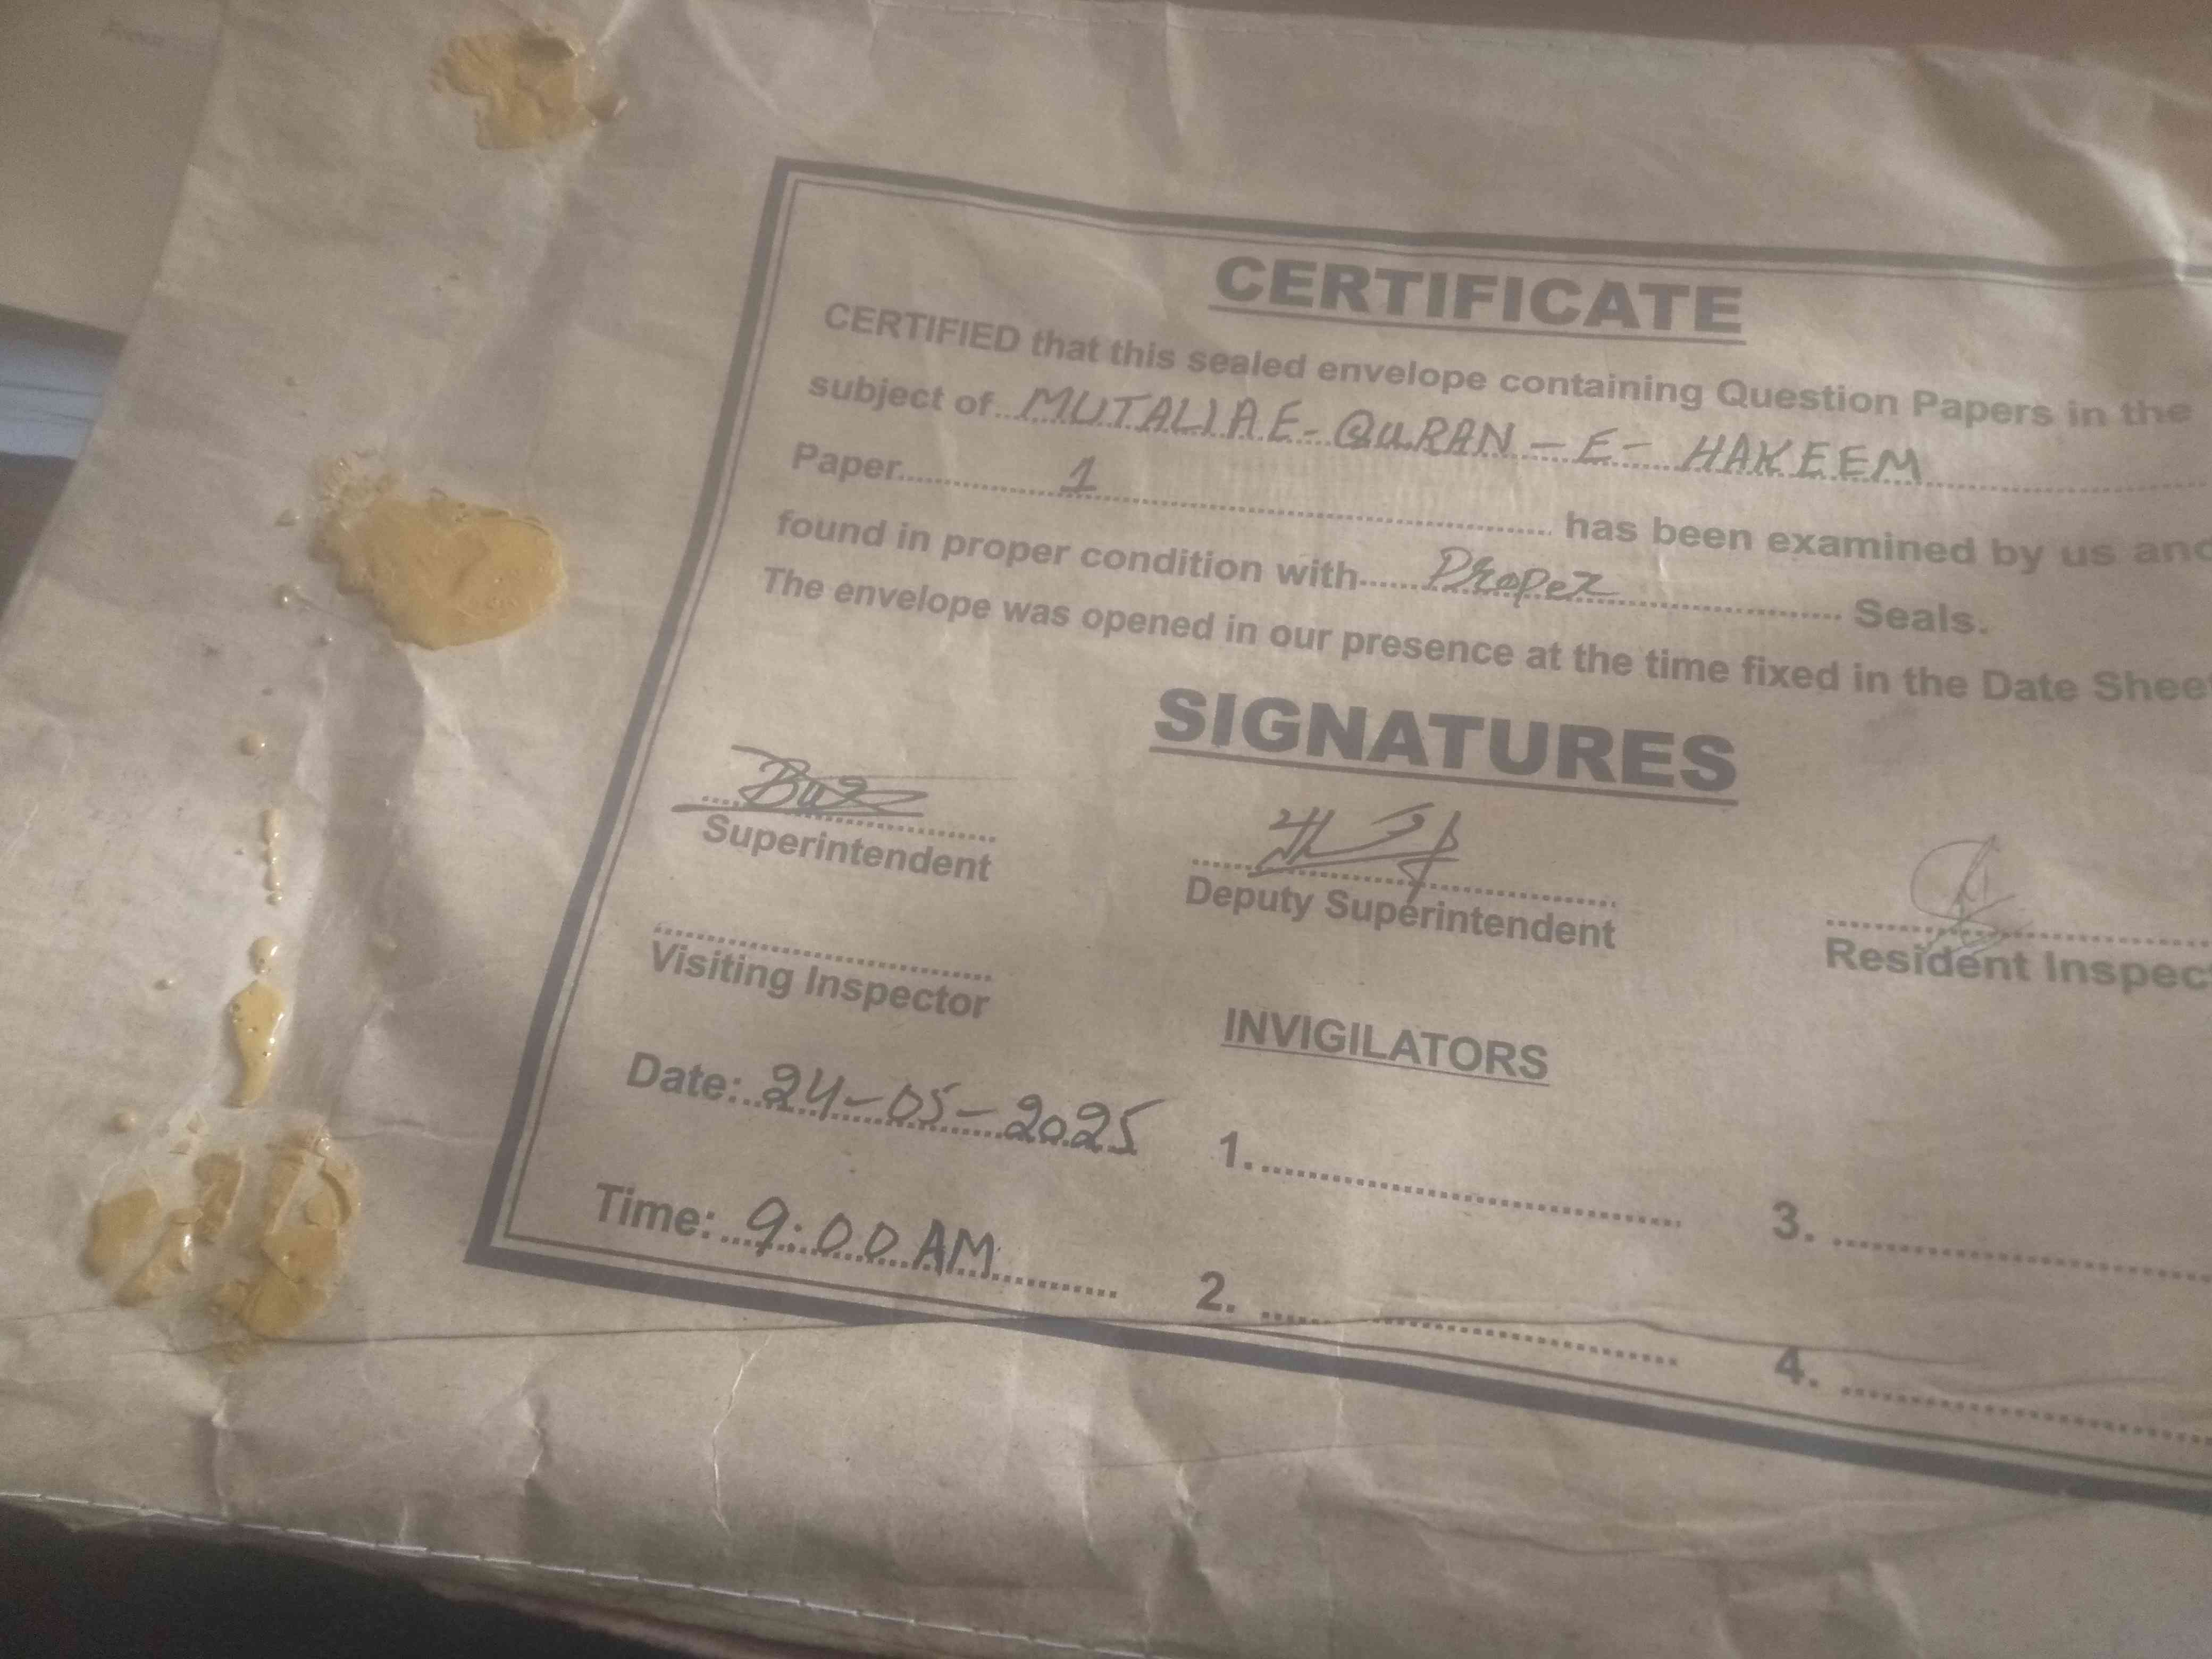 CERTIFICATE
CERTIFIED that this sealed envelope containing Question Papers in the
subject of MUTALIAE-QURAN-E-HAKEEM
Paper 1 has been examined by us and
found in proper condition with Proper Seals.
The envelope was opened in our presence at the time fixed in the Date Sheet
SIGNATURES
Superintendent
Deputy Superintendent
Resident Inspec
Visiting Inspector
INVIGILATORS
Date: 24-05-2025
1.
3.
Time: 9:00 AM
2.
4.